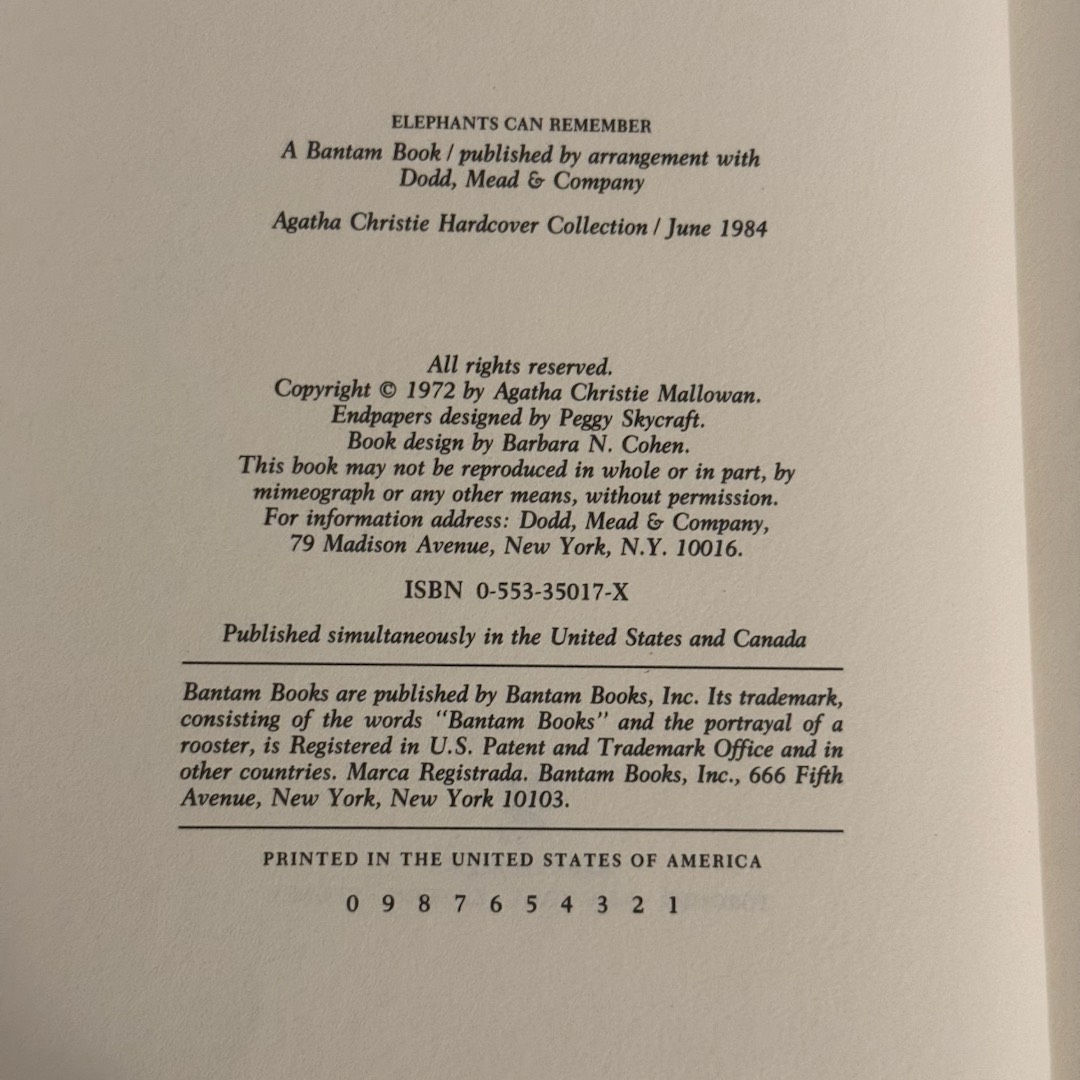 ELEPHANTS CAN REMEMBER
A Bantam Book / published by arrangement with
Dodd, Mead & Company
Agatha Christie Hardcover Collection / June 1984
All rights reserved.
Copyright © 1972 by Agatha Christie Mallowan.
Endpapers designed by Peggy Skycraft.
Book design by Barbara N. Cohen.
This book may not be reproduced in whole or in part, by
mimeograph or any other means, without permission.
For information address: Dodd, Mead & Company,
79 Madison Avenue, New York, N.Y. 10016.
ISBN 0-553-35017-X
Published simultaneously in the United States and Canada
Bantam Books are published by Bantam Books, Inc. Its trademark,
consisting of the words "Bantam Books" and the portrayal of a
rooster, is Registered in U.S. Patent and Trademark Office and in
other countries. Marca Registrada. Bantam Books, Inc., 666 Fifth
Avenue, New York, New York 10103.
PRINTED IN THE UNITED STATES OF AMERICA
0 9 8 7 6 5 4 3 2 1